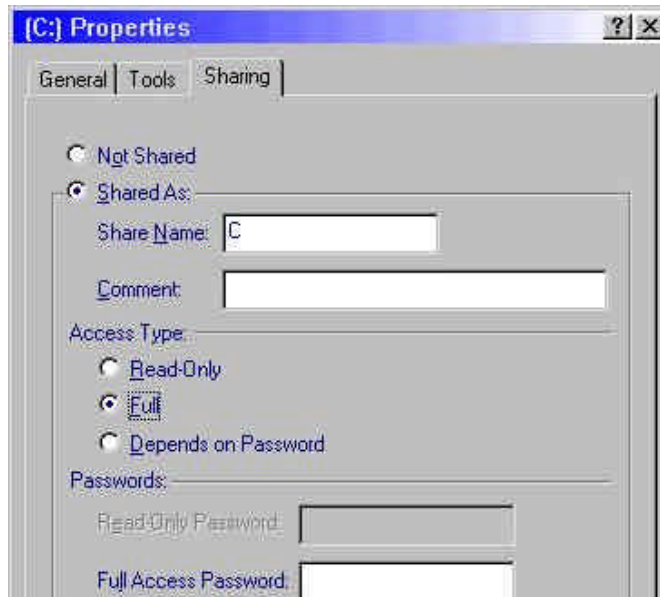 (C:) Properties ? X
General Tools Sharing
Not Shared
Shared As:
Share Name: C
Comment:
Access Type:
Read-Only
Full
Depends on Password
Passwords:
Read-Only Password:
Full Access Password: